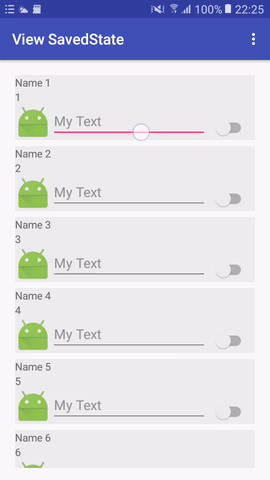 100% 22:25
View SavedState
Name 1
1
My Text
Name 2
2
My Text
Name 3
3
My Text
Name 4
4
My Text
Name 5
5
My Text
Name 6
6